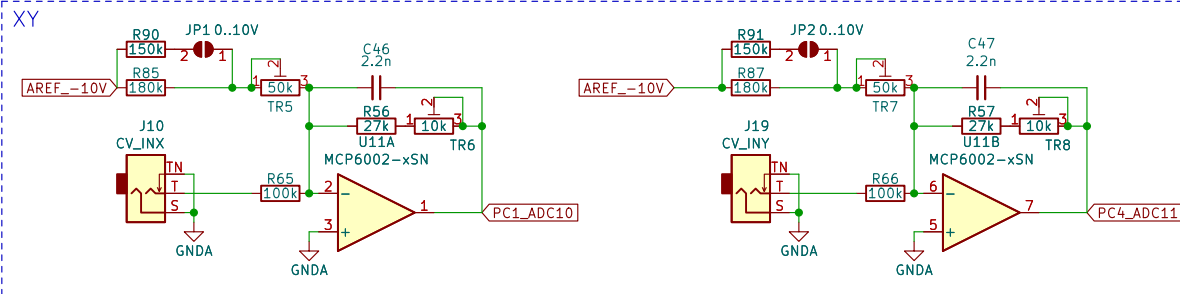 XY
R90
150k
JP1 0..10V
2
1
AREF_-10V
R85
180k
1
2
3
50k
TR5
C46
2.2n
R56
27k
1
2
3
10k
TR6
J10
CV_INX
TN
T
S
GNDA
R65
100k
U11A
MCP6002-xSN
2
−
3
+
1
GNDA
PC1_ADC10
R91
150k
JP2 0..10V
2
1
AREF_-10V
R87
180k
1
2
3
50k
TR7
C47
2.2n
R57
27k
1
2
3
10k
TR8
J19
CV_INY
TN
T
S
GNDA
R66
100k
U11B
MCP6002-xSN
6
−
5
+
7
GNDA
PC4_ADC11